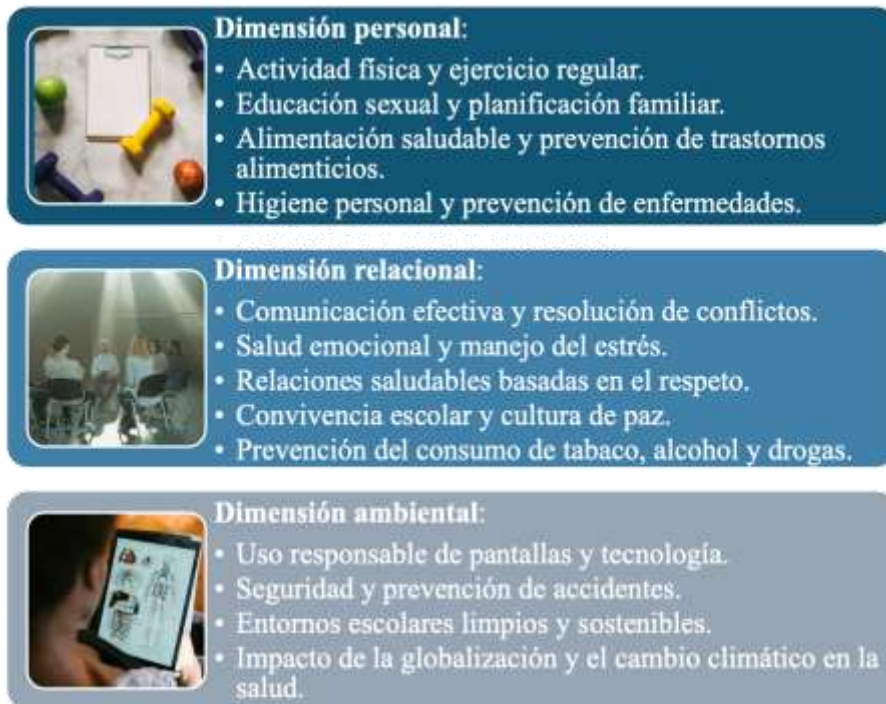 Dimensión personal:
• Actividad física y ejercicio regular.
• Educación sexual y planificación familiar.
• Alimentación saludable y prevención de trastornos
alimenticios.
• Higiene personal y prevención de enfermedades.
Dimensión relacional:
• Comunicación efectiva y resolución de conflictos.
• Salud emocional y manejo del estrés.
• Relaciones saludables basadas en el respeto.
• Convivencia escolar y cultura de paz.
• Prevención del consumo de tabaco, alcohol y drogas.
Dimensión ambiental:
• Uso responsable de pantallas y tecnología.
• Seguridad y prevención de accidentes.
• Entornos escolares limpios y sostenibles.
• Impacto de la globalización y el cambio climático en la
salud.